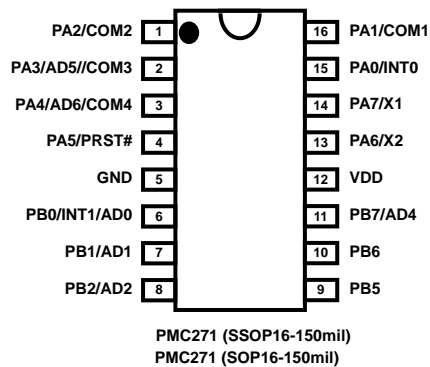 PA2/COM2 1 16 PA1/COM1
PA3/AD5//COM3 2 15 PA0/INT0
PA4/AD6/COM4 3 14 PA7/X1
PA5/PRST# 4 13 PA6/X2
GND 5 12 VDD
PB0/INT1/AD0 6 11 PB7/AD4
PB1/AD1 7 10 PB6
PB2/AD2 8 9 PB5
PMC271 (SSOP16-150mil)
PMC271 (SOP16-150mil)